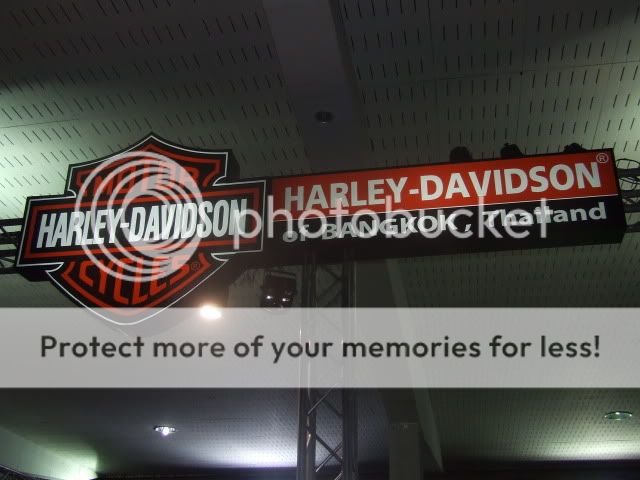 MOTOR
HARLEY-DAVIDSON
CYCLES®
HARLEY-DAVIDSON®
of BANGKOK, Thailand
photobucket
Protect more of your memories for less!